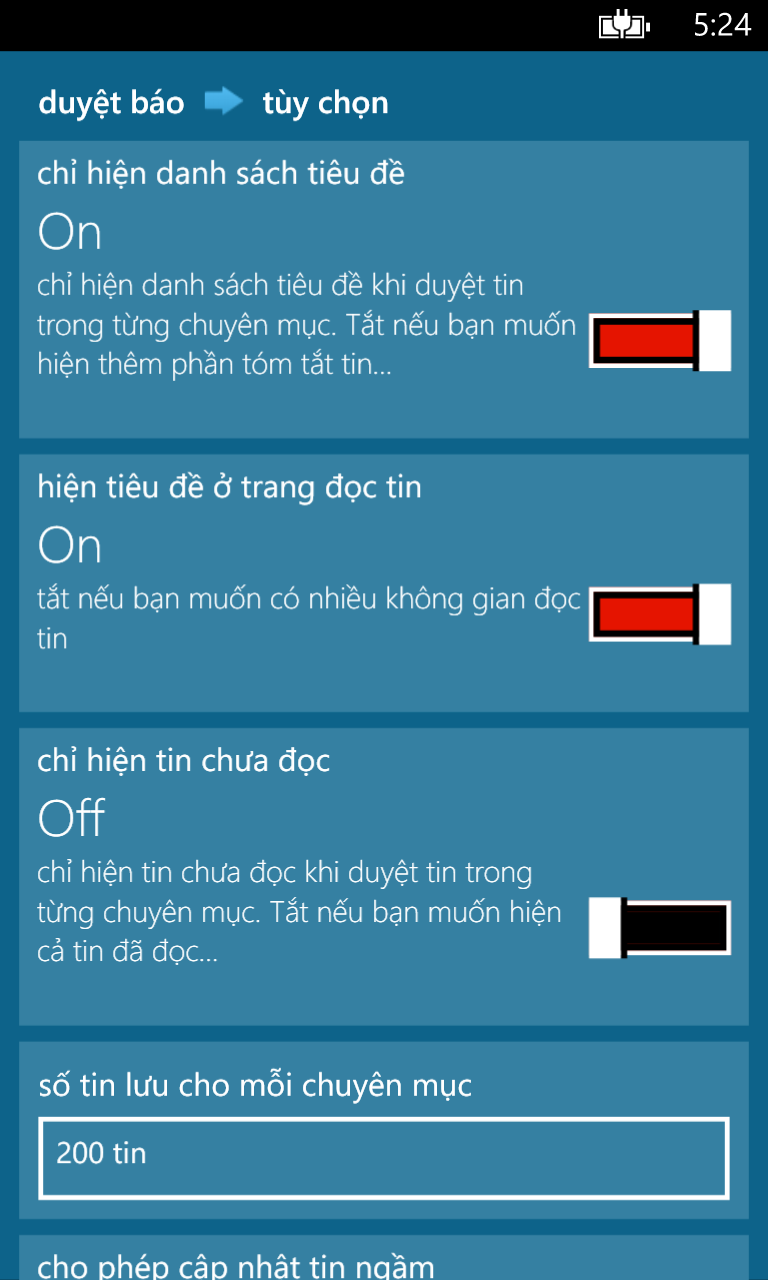 5:24
duyệt báo tùy chọn
chỉ hiện danh sách tiêu đề
On
chỉ hiện danh sách tiêu đề khi duyệt tin
trong từng chuyên mục. Tắt nếu bạn muốn
hiện thêm phần tóm tắt tin...
hiện tiêu đề ở trang đọc tin
On
tắt nếu bạn muốn có nhiều không gian đọc
tin
chỉ hiện tin chưa đọc
Off
chỉ hiện tin chưa đọc khi duyệt tin trong
từng chuyên mục. Tắt nếu bạn muốn hiện
cả tin đã đọc...
số tin lưu cho mỗi chuyên mục
200 tin
cho phép cập nhật tin ngầm